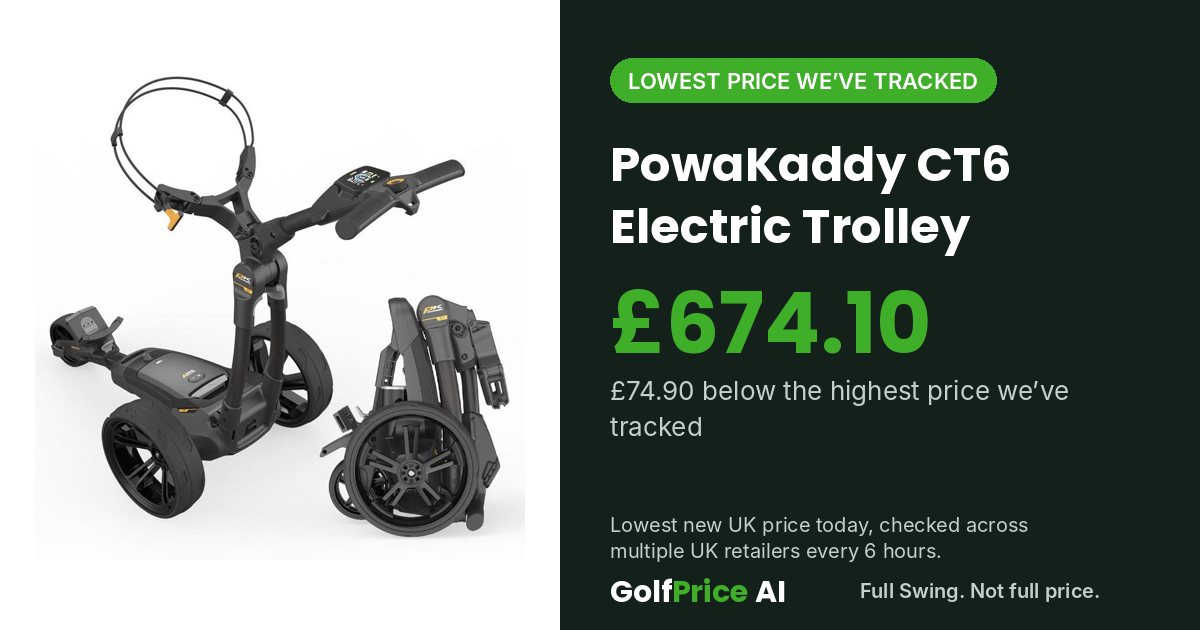 LOWEST PRICE WE’VE TRACKED
PowaKaddy CT6
Electric Trolley
£674.10
£74.90 below the highest price we’ve
tracked
Lowest new UK price today, checked across
multiple UK retailers every 6 hours.
GolfPrice AI
Full Swing. Not full price.